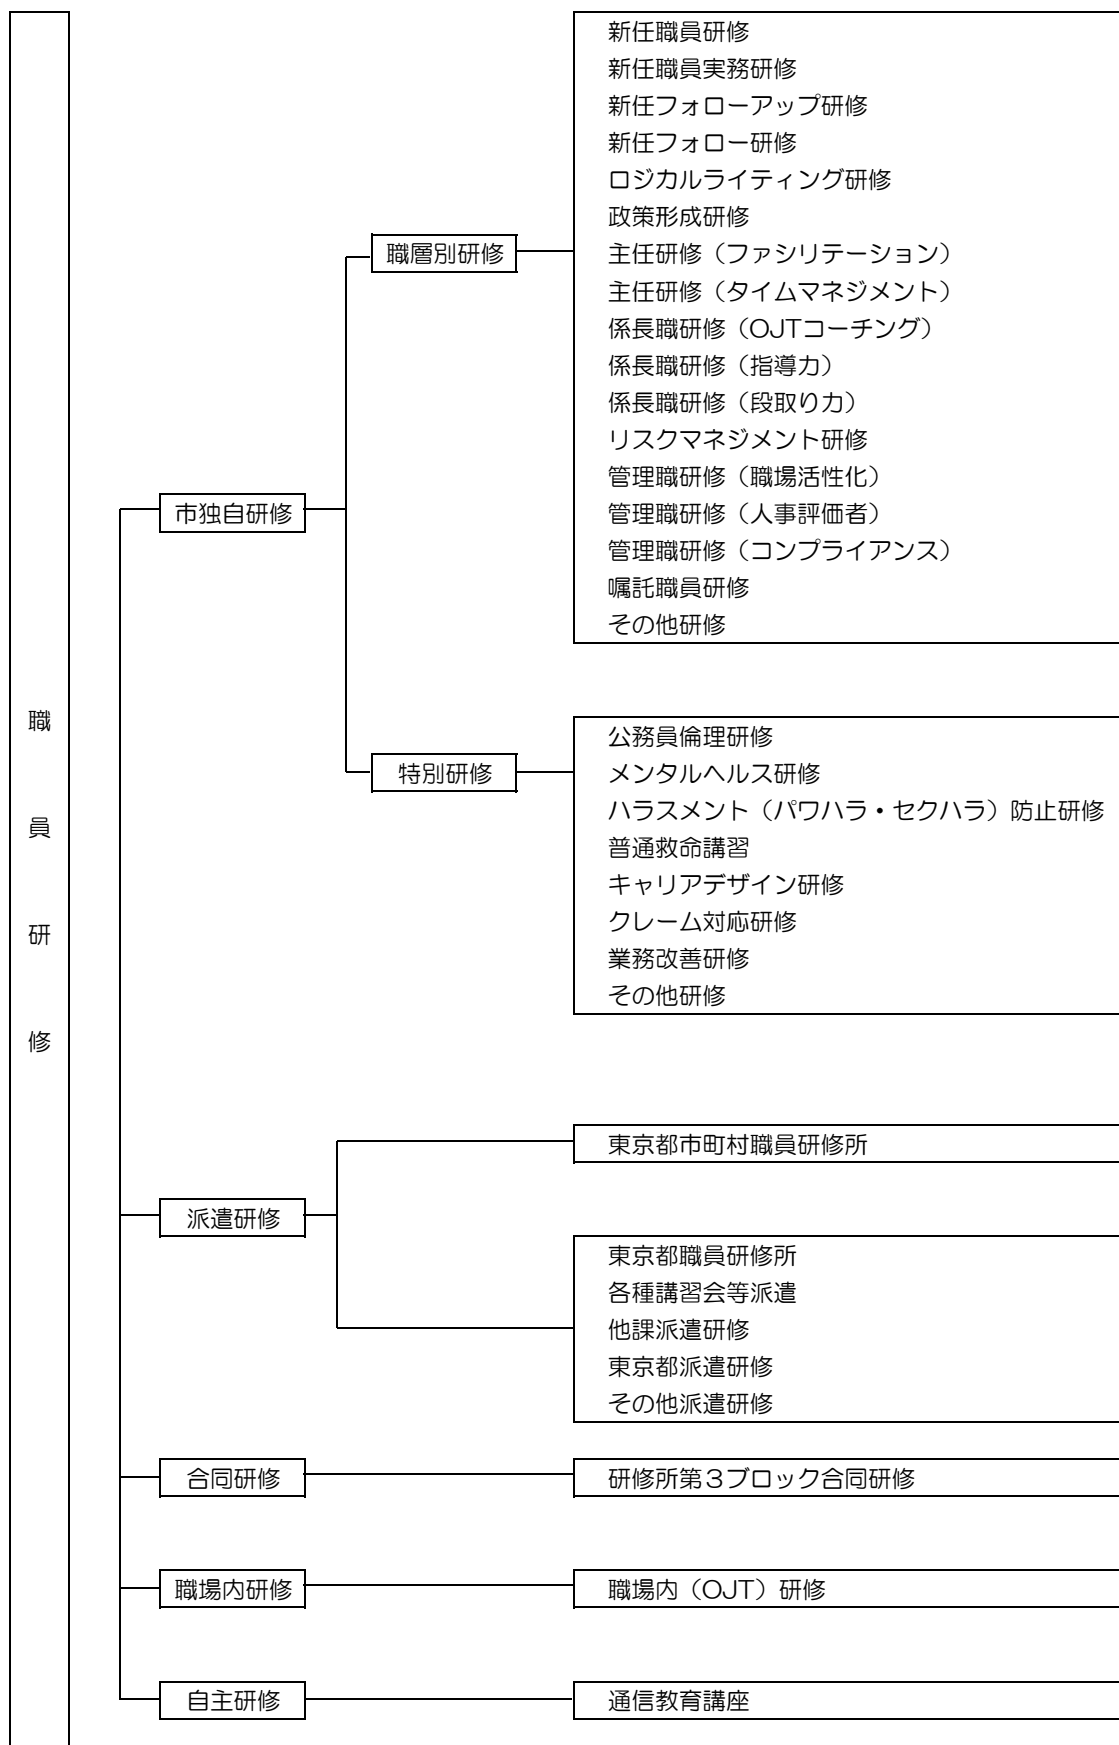 職員研修
市独自研修
職層別研修
新任職員研修
新任職員実務研修
新任フォローアップ研修
新任フォロー研修
ロジカルライティング研修
政策形成研修
主任研修（ファシリテーション）
主任研修（タイムマネジメント）
係長職研修（OJTコーチング）
係長職研修（指導力）
係長職研修（段取り力）
リスクマネジメント研修
管理職研修（職場活性化）
管理職研修（人事評価者）
管理職研修（コンプライアンス）
嘱託職員研修
その他研修
特別研修
公務員倫理研修
メンタルヘルス研修
ハラスメント（パワハラ・セクハラ）防止研修
普通救命講習
キャリアデザイン研修
クレーム対応研修
業務改善研修
その他研修
派遣研修
東京都市町村職員研修所
東京都職員研修所
各種講習会等派遣
他課派遣研修
東京都派遣研修
その他派遣研修
合同研修
研修所第３ブロック合同研修
職場内研修
職場内（OJT）研修
自主研修
通信教育講座